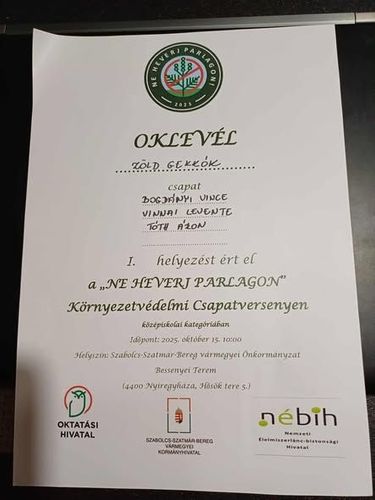 NE HEVERJ PARLAGON!
2025
OKLEVÉL
ZÖLD GEKKÓK
csapat
BOGDÁNYI VINCE
VINNAI LEVENTE
TÓTH ÁRON
I. helyezést ért el
a „NE HEVERJ PARLAGON”
Környezetvédelmi Csapatversenyen
középiskolai kategóriában
Időpont: 2025. október 15. 10:00
Helyszín: Szabolcs-Szatmár-Bereg vármegyei Önkormányzat
Bessenyei Terem
(4400 Nyíregyháza, Hősök tere 5.)
OKTATÁSI
HIVATAL
SZABOLCS-SZATMÁR-BEREG
VÁRMEGYEI
KORMÁNYHIVATAL
nébih
Nemzeti
Élelmiszerlánc-biztonsági
Hivatal